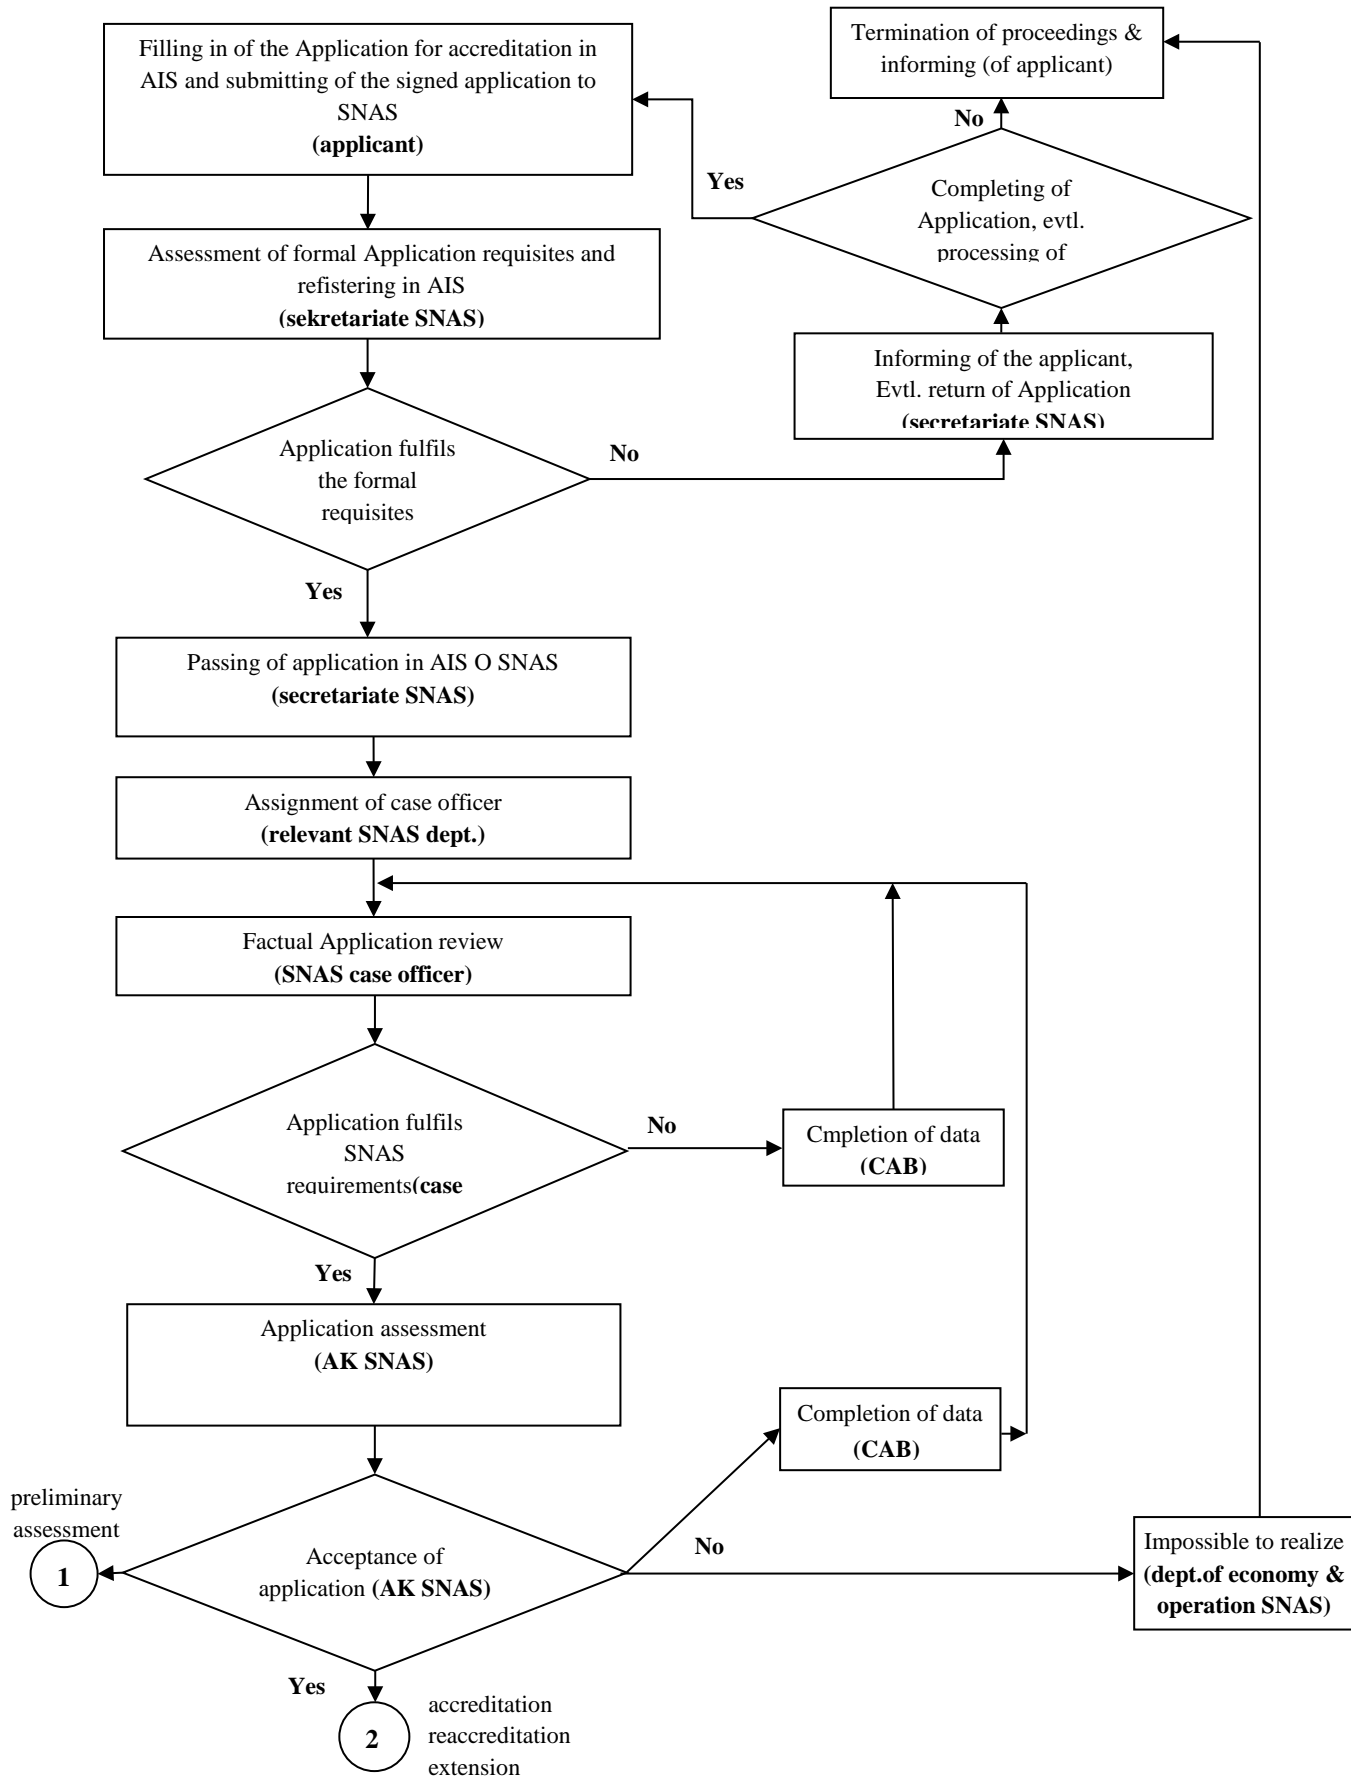 Filling in of the Application for accreditation in
AIS and submitting of the signed application to
SNAS
(applicant)
Termination of proceedings &
informing (of applicant)
No
Yes
Completing of
Application, evtl.
processing of
Assessment of formal Application requisites and
refistering in AIS
(sekretariate SNAS)
Informing of the applicant,
Evtl. return of Application
(secretariate SNAS)
Application fulfils
the formal
requisites
No
Yes
Passing of application in AIS O SNAS
(secretariate SNAS)
Assignment of case officer
(relevant SNAS dept.)
Factual Application review
(SNAS case officer)
Application fulfils
SNAS
requirements(case
No
Cmpletion of data
(CAB)
Yes
Application assessment
(AK SNAS)
Completion of data
(CAB)
preliminary
assessment
1
Acceptance of
application (AK SNAS)
No
Impossible to realize
(dept.of economy &
operation SNAS)
Yes
2
accreditation
reaccreditation
extension